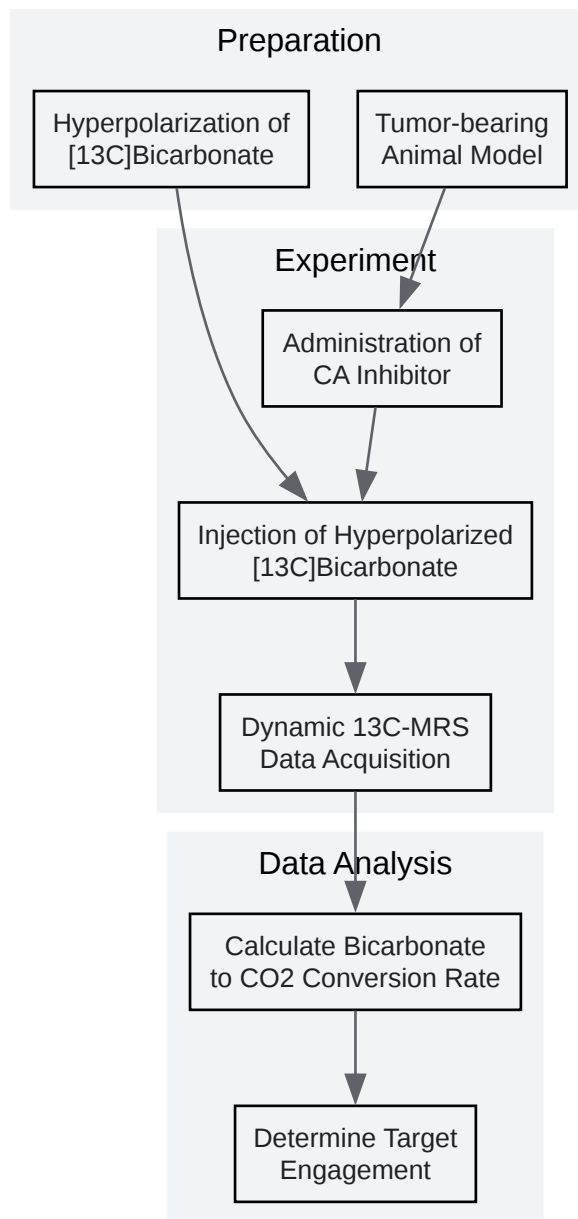 Preparation
Hyperpolarization of
[13C]Bicarbonate
Tumor-bearing
Animal Model
Experiment
Administration of
CA Inhibitor
Injection of Hyperpolarized
[13C]Bicarbonate
Dynamic 13C-MRS
Data Acquisition
Data Analysis
Calculate Bicarbonate
to CO2 Conversion Rate
Determine Target
Engagement